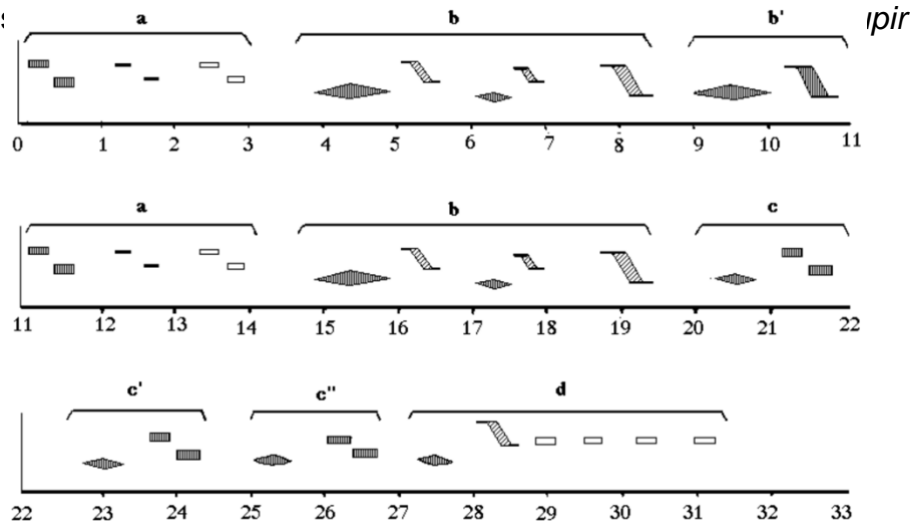 a b b'
0 1 2 3 4 5 6 7 8 9 10 11
a b c
11 12 13 14 15 16 17 18 19 20 21 22
c' c" d
22 23 24 25 26 27 28 29 30 31 32 33